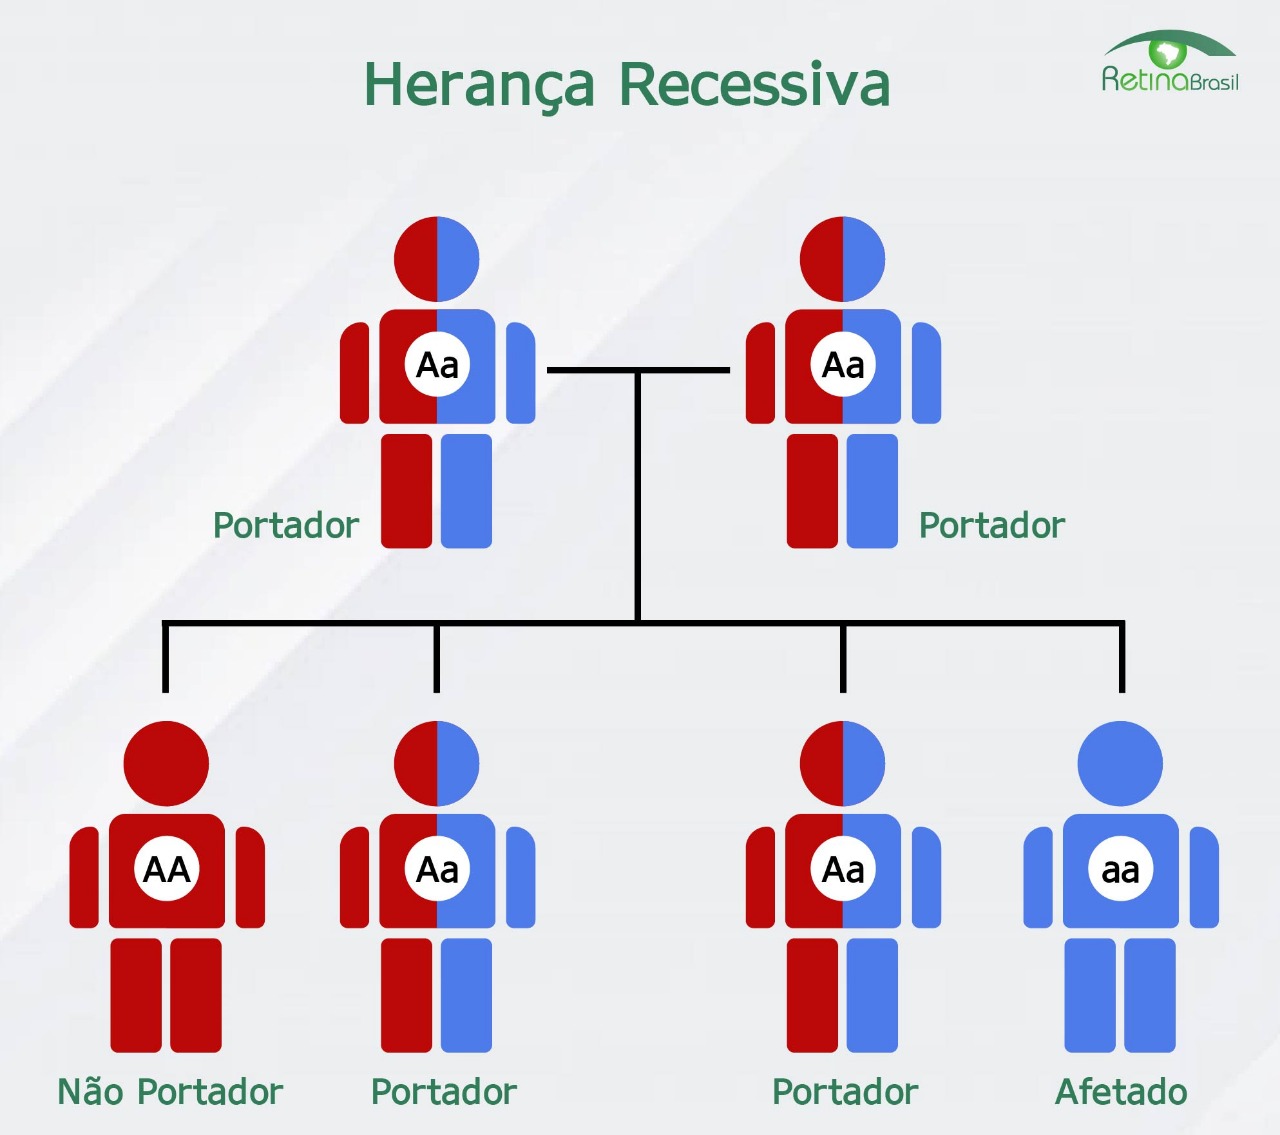 Herança Recessiva
RetinaBrasil
Aa
Aa
Portador
Portador
AA
Aa
Aa
aa
Não Portador
Portador
Portador
Afetado